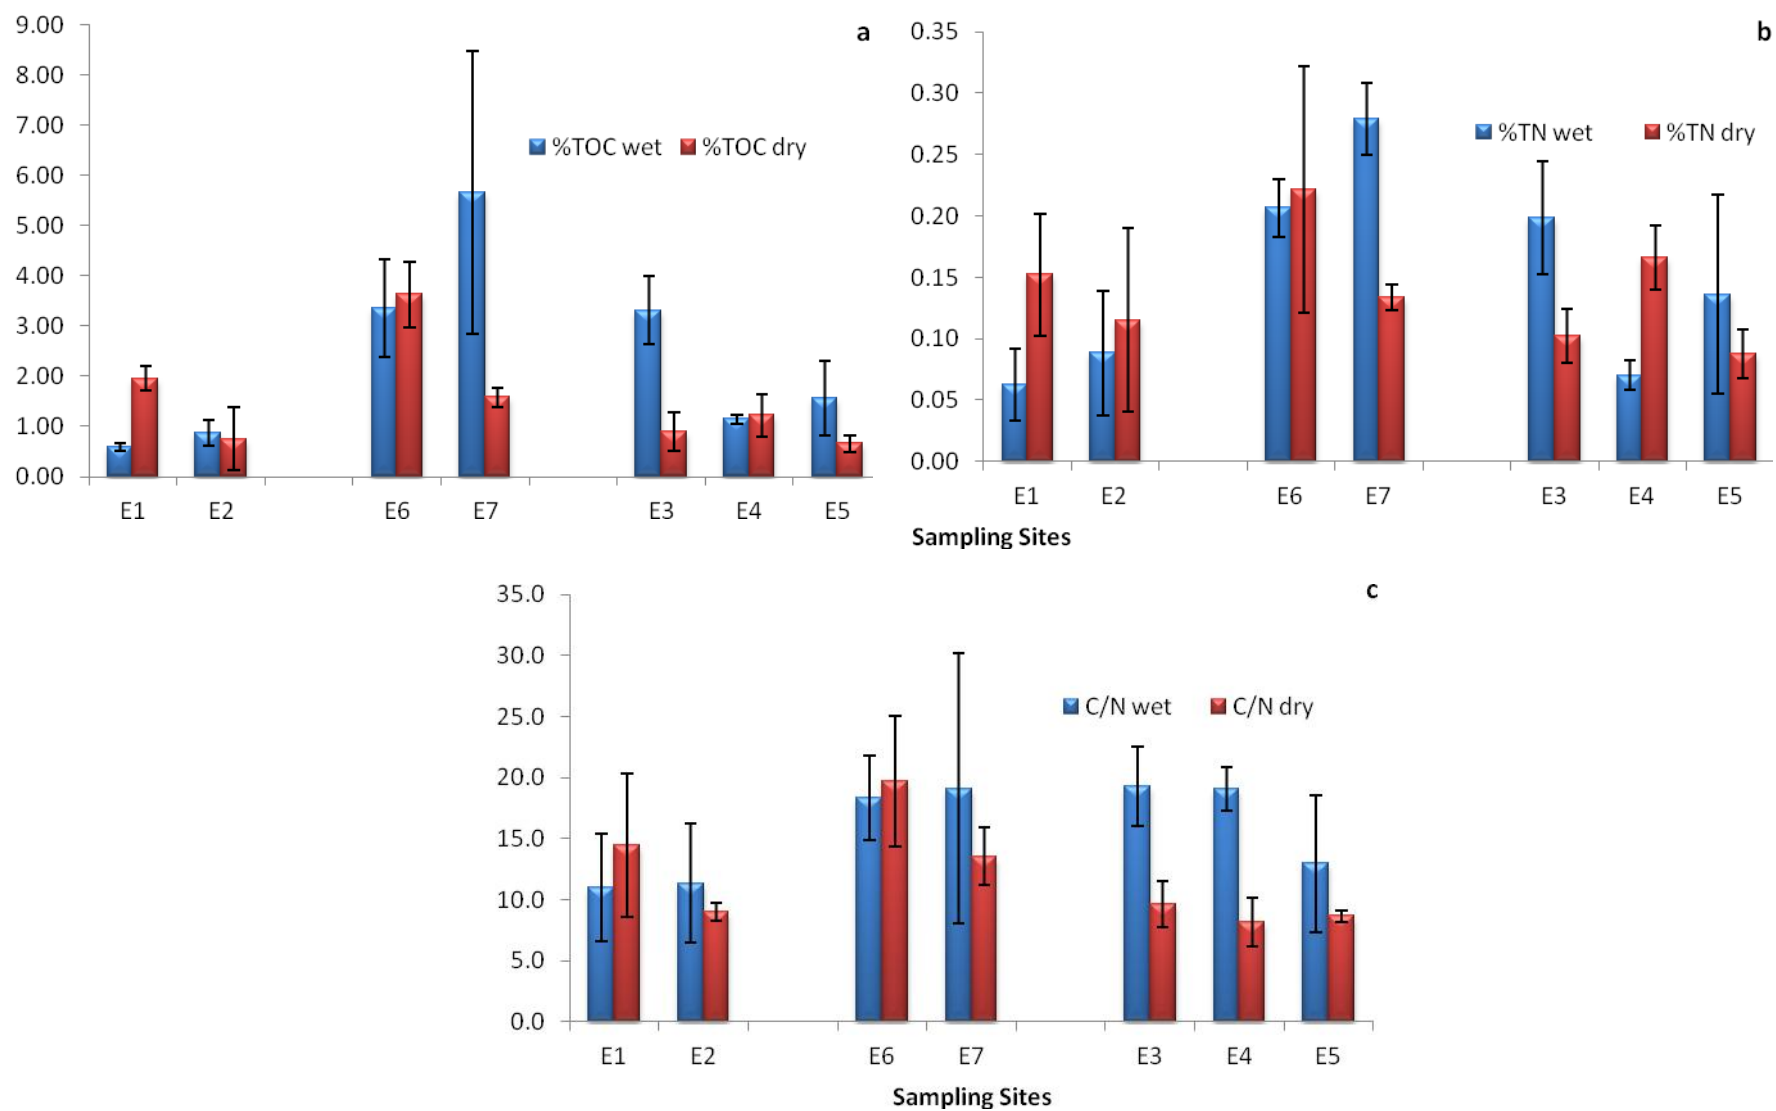 a
9.00
8.00
7.00
6.00
5.00
4.00
3.00
2.00
1.00
0.00
%TOC wet %TOC dry
E1 E2 E6 E7 E3 E4 E5
b
0.35
0.30
0.25
0.20
0.15
0.10
0.05
0.00
%TN wet %TN dry
E1 E2 E6 E7 E3 E4 E5
Sampling Sites
c
35.0
30.0
25.0
20.0
15.0
10.0
5.0
0.0
C/N wet C/N dry
E1 E2 E6 E7 E3 E4 E5
Sampling Sites